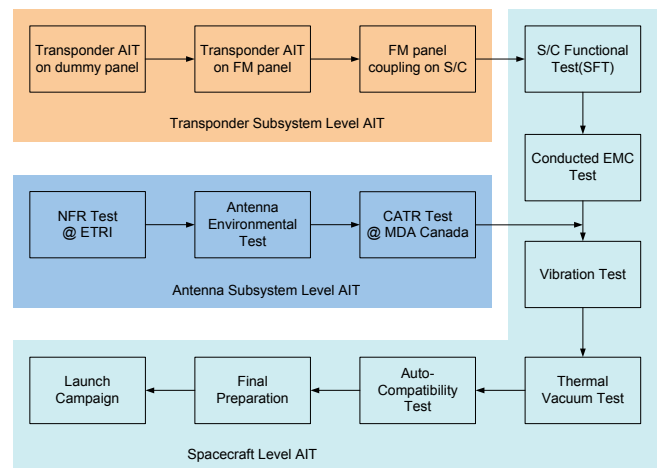 Transponder AIT
on dummy panel
Transponder AIT
on FM panel
FM panel
coupling on S/C
S/C Functional
Test(SFT)
Transponder Subsystem Level AIT
Conducted EMC
Test
NFR Test
@ ETRI
Antenna
Environmental
Test
CATR Test
@ MDA Canada
Vibration Test
Antenna Subsystem Level AIT
Launch
Campaign
Final
Preparation
Auto-
Compatibility
Test
Thermal
Vacuum Test
Spacecraft Level AIT